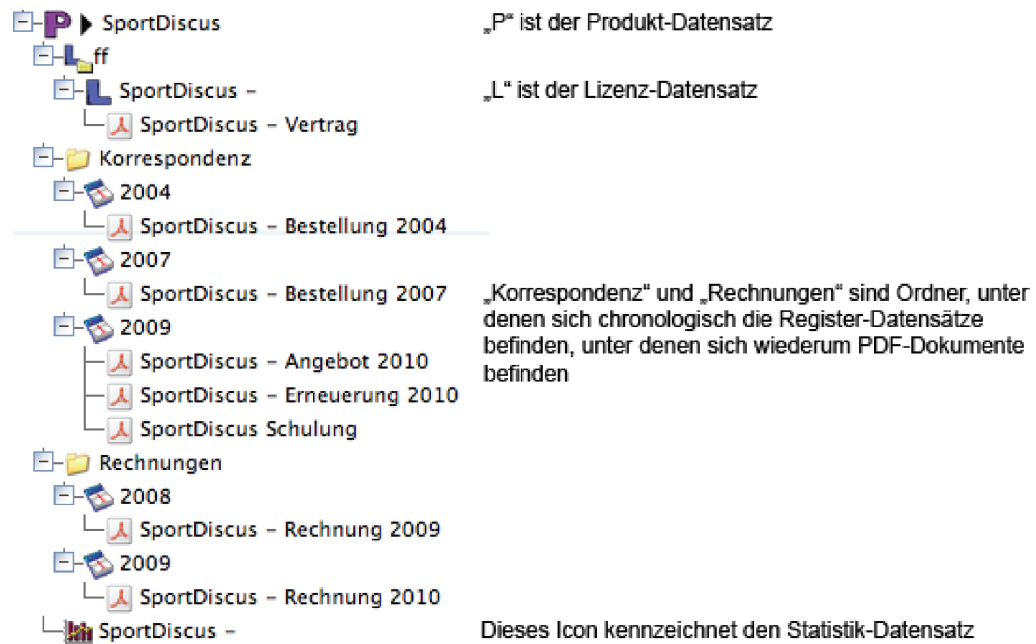 SportDiscus „P“ ist der Produkt-Datensatz
ff
SportDiscus – „L“ ist der Lizenz-Datensatz
SportDiscus – Vertrag
Korrespondenz
2004
SportDiscus – Bestellung 2004
2007
SportDiscus – Bestellung 2007
2009
SportDiscus – Angebot 2010
SportDiscus – Erneuerung 2010
SportDiscus Schulung
„Korrespondenz“ und „Rechnungen“ sind Ordner, unter
denen sich chronologisch die Register-Datensätze
befinden, unter denen sich wiederum PDF-Dokumente
befinden
Rechnungen
2008
SportDiscus – Rechnung 2009
2009
SportDiscus – Rechnung 2010
SportDiscus – Dieses Icon kennzeichnet den Statistik-Datensatz